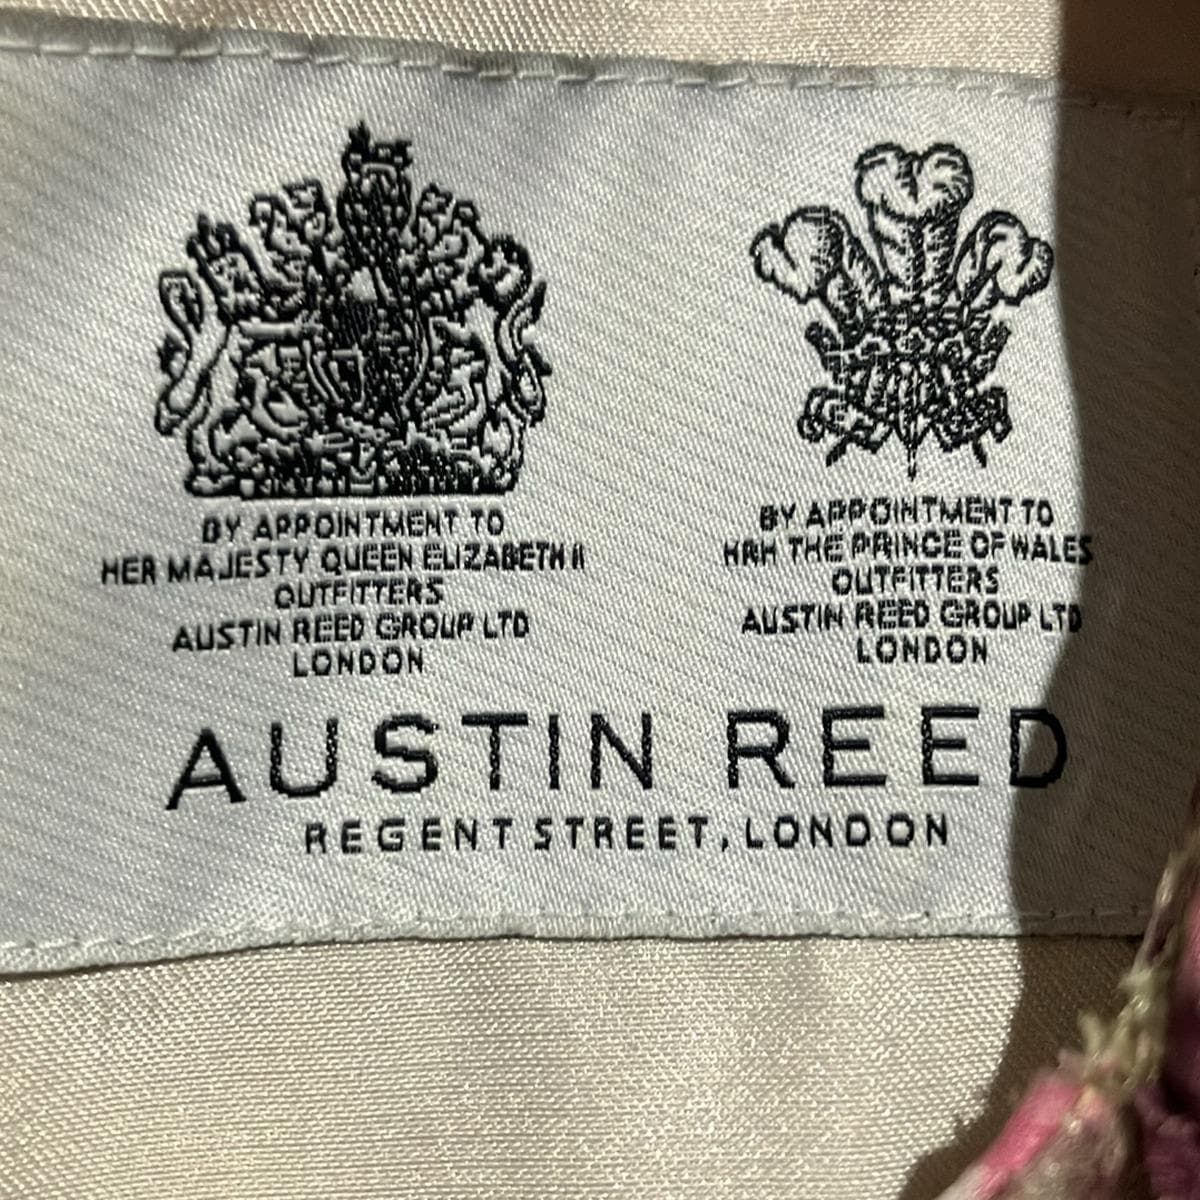 BY APPOINTMENT TO
HER MAJESTY QUEEN ELIZABETH II
OUTFITTERS
AUSTIN REED GROUP LTD
LONDON
BY APPOINTMENT TO
HRH THE PRINCE OF WALES
OUTFITTERS
AUSTIN REED GROUP LTD
LONDON
AUSTIN REED
REGENT STREET, LONDON